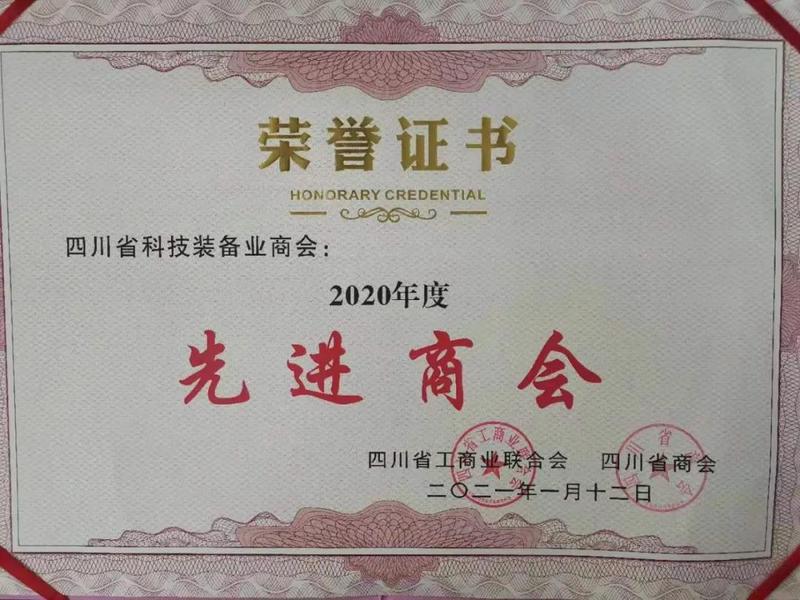 荣誉证书
HONORARY CREDENTIAL
四川省科技装备业商会：
2020年度
先进商会
四川省工商业联合会 四川省商会
二〇二一年一月十二日